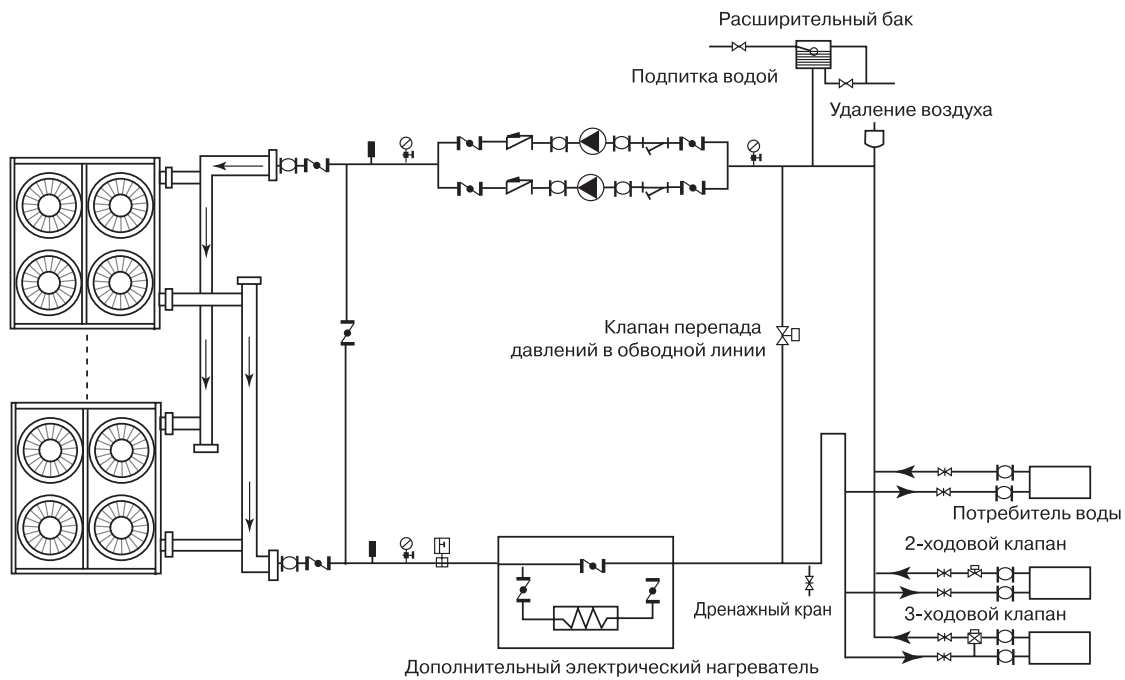 Расширительный бак
Подпитка водой
Удаление воздуха
Клапан перепада
давлений в обводной линии
Потребитель воды
2-ходовой клапан
3-ходовой клапан
Дренажный кран
Дополнительный электрический нагреватель